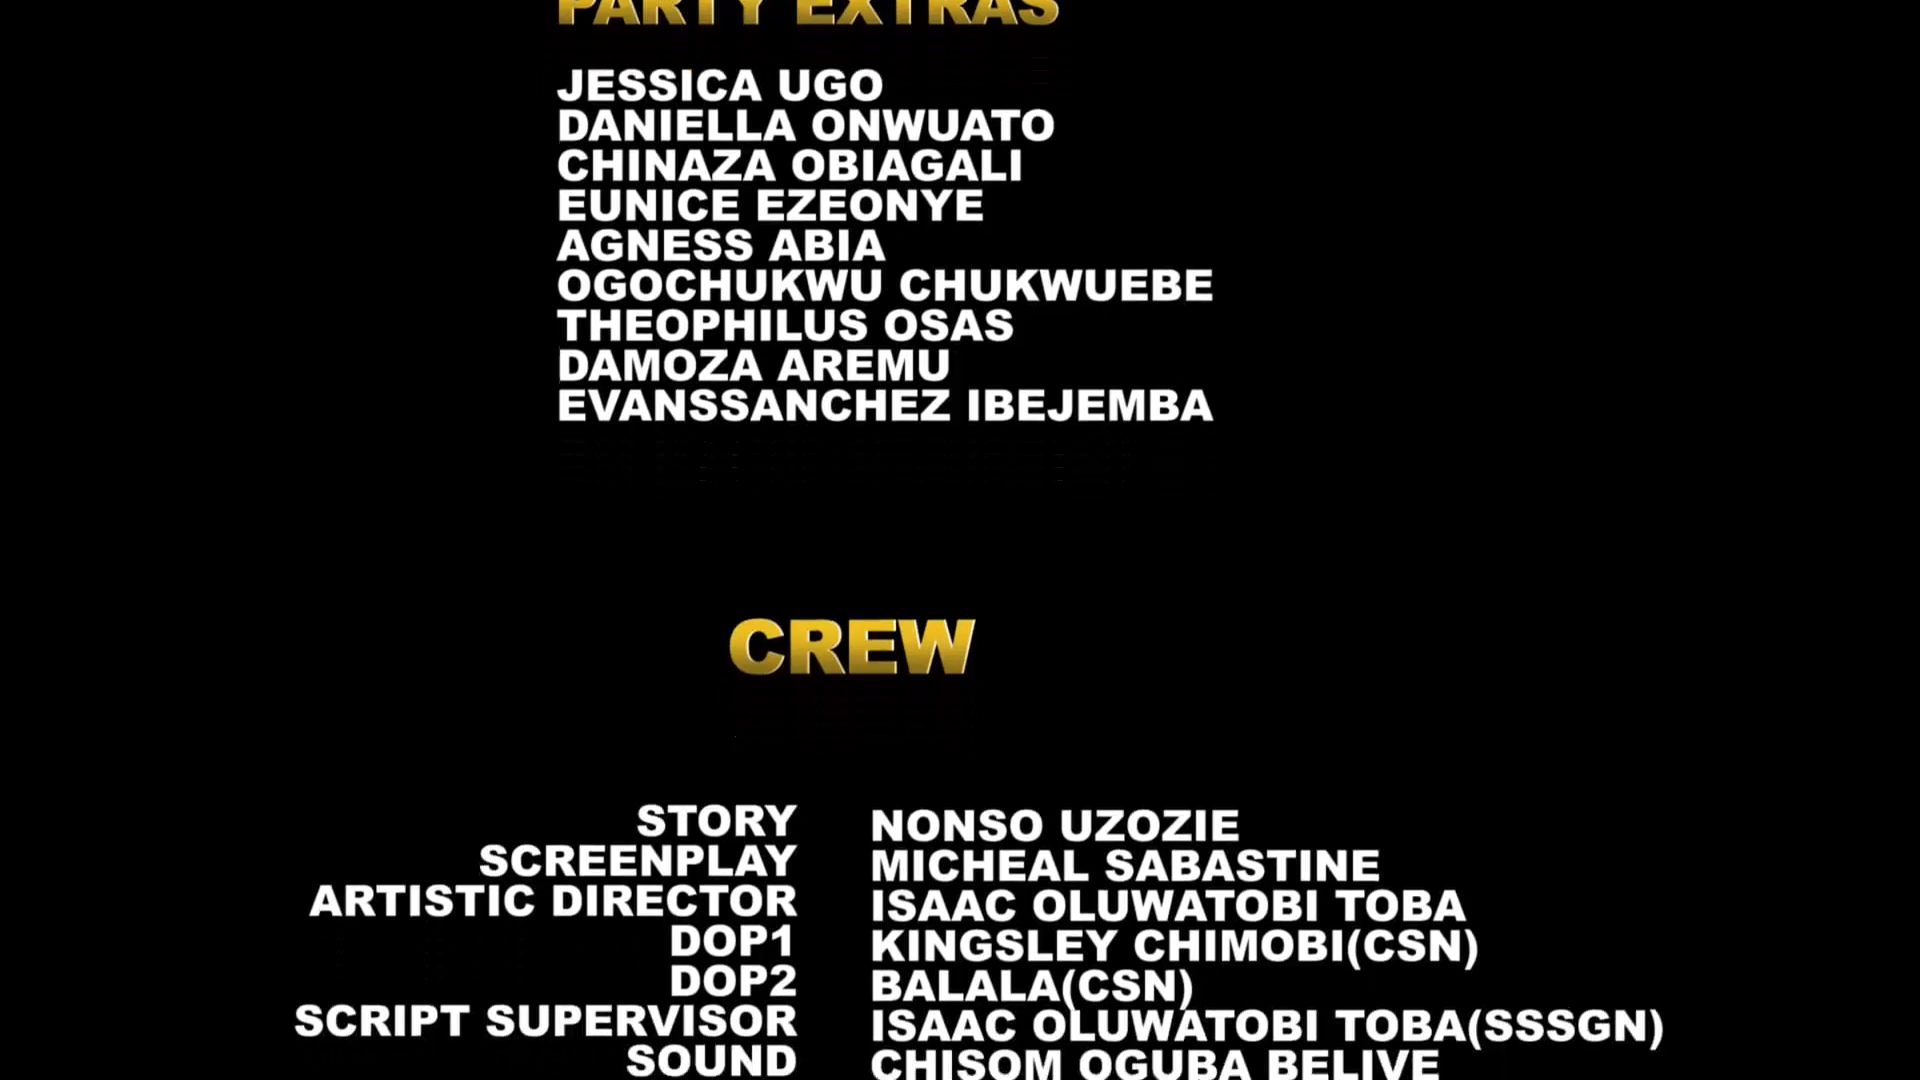 PARTY EXTRAS
JESSICA UGO
DANIELLA ONWUATO
CHINAZA OBIAGALI
EUNICE EZEONYE
AGNESS ABIA
OGOCHUKWU CHUKWUEBE
THEOPHILUS OSAS
DAMOZA AREMU
EVANSSANCHEZ IBEJEMBA
CREW
STORY NONSO UZOZIE
SCREENPLAY MICHEAL SABASTINE
ARTISTIC DIRECTOR ISAAC OLUWATOBI TOBA
DOP1 KINGSLEY CHIMOBI(CSN)
DOP2 BALALA(CSN)
SCRIPT SUPERVISOR ISAAC OLUWATOBI TOBA(SSSGN)
SOUND CHISOM OGUBA BELIVE